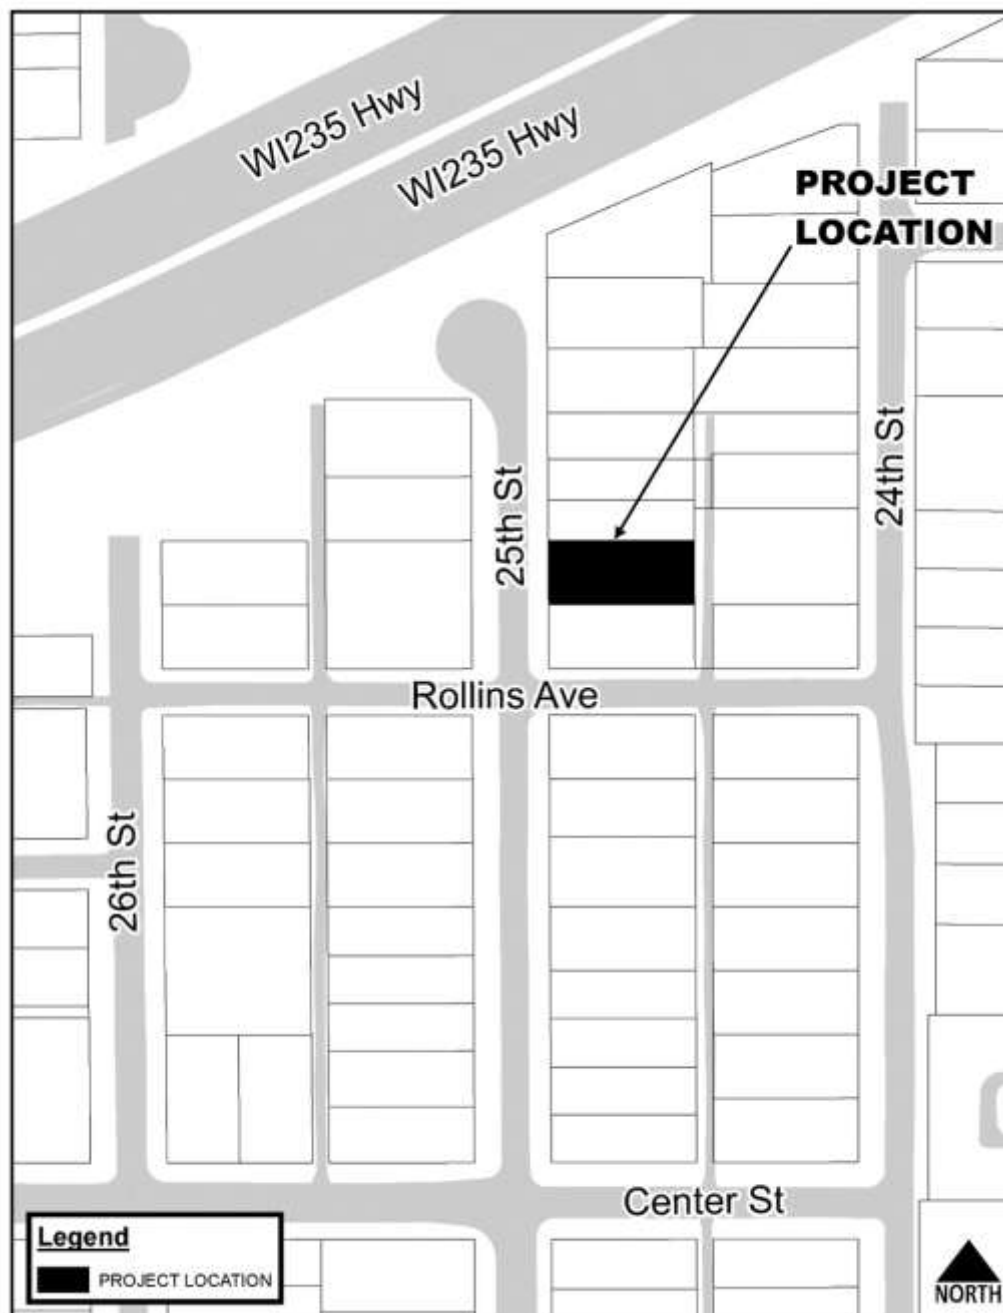 WI235 Hwy
WI235 Hwy
PROJECT
LOCATION
24th St
25th St
Rollins Ave
26th St
Center St
Legend
PROJECT LOCATION
NORTH